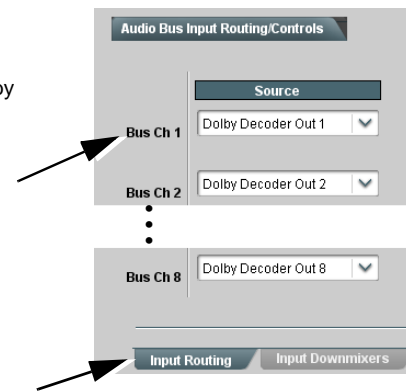 Audio Bus Input Routing/Controls
Source
Bus Ch 1 Dolby Decoder Out 1
Bus Ch 2 Dolby Decoder Out 2
Bus Ch 8 Dolby Decoder Out 8
Input Routing Input Downmixers